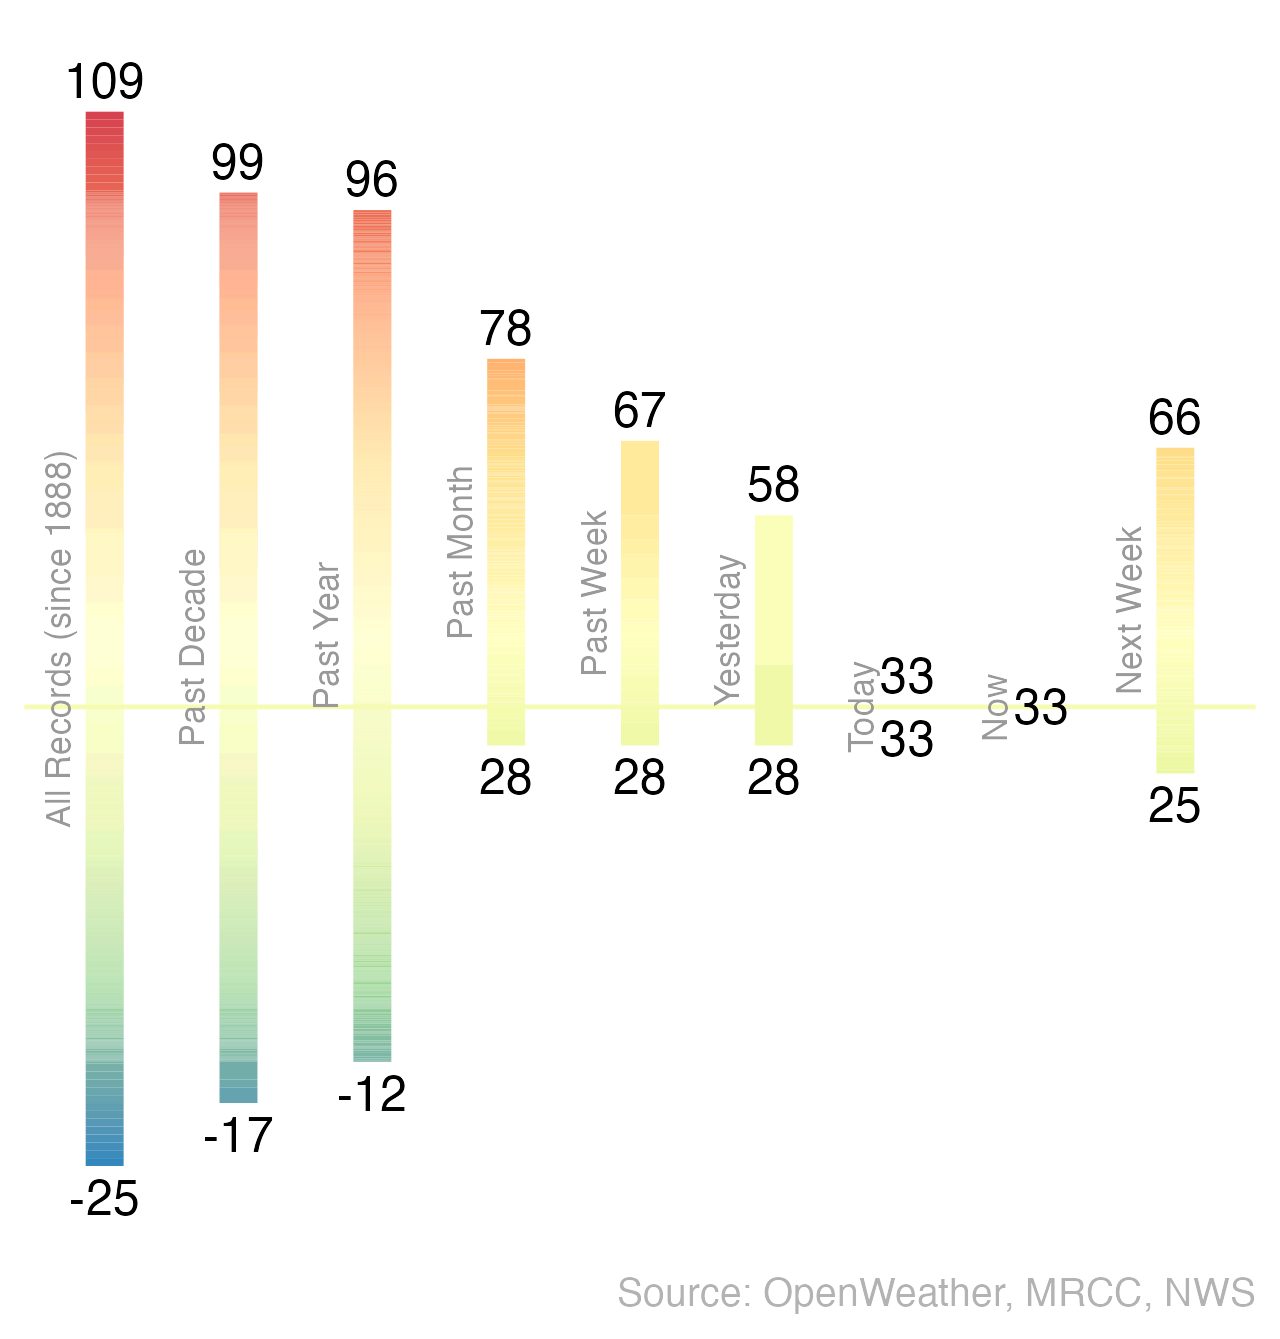 109
All Records (since 1888)
-25
99
Past Decade
-17
96
Past Year
-12
78
Past Month
28
67
Past Week
28
58
Yesterday
28
33
Today
33
Now
33
66
Next Week
25
Source: OpenWeather, MRCC, NWS